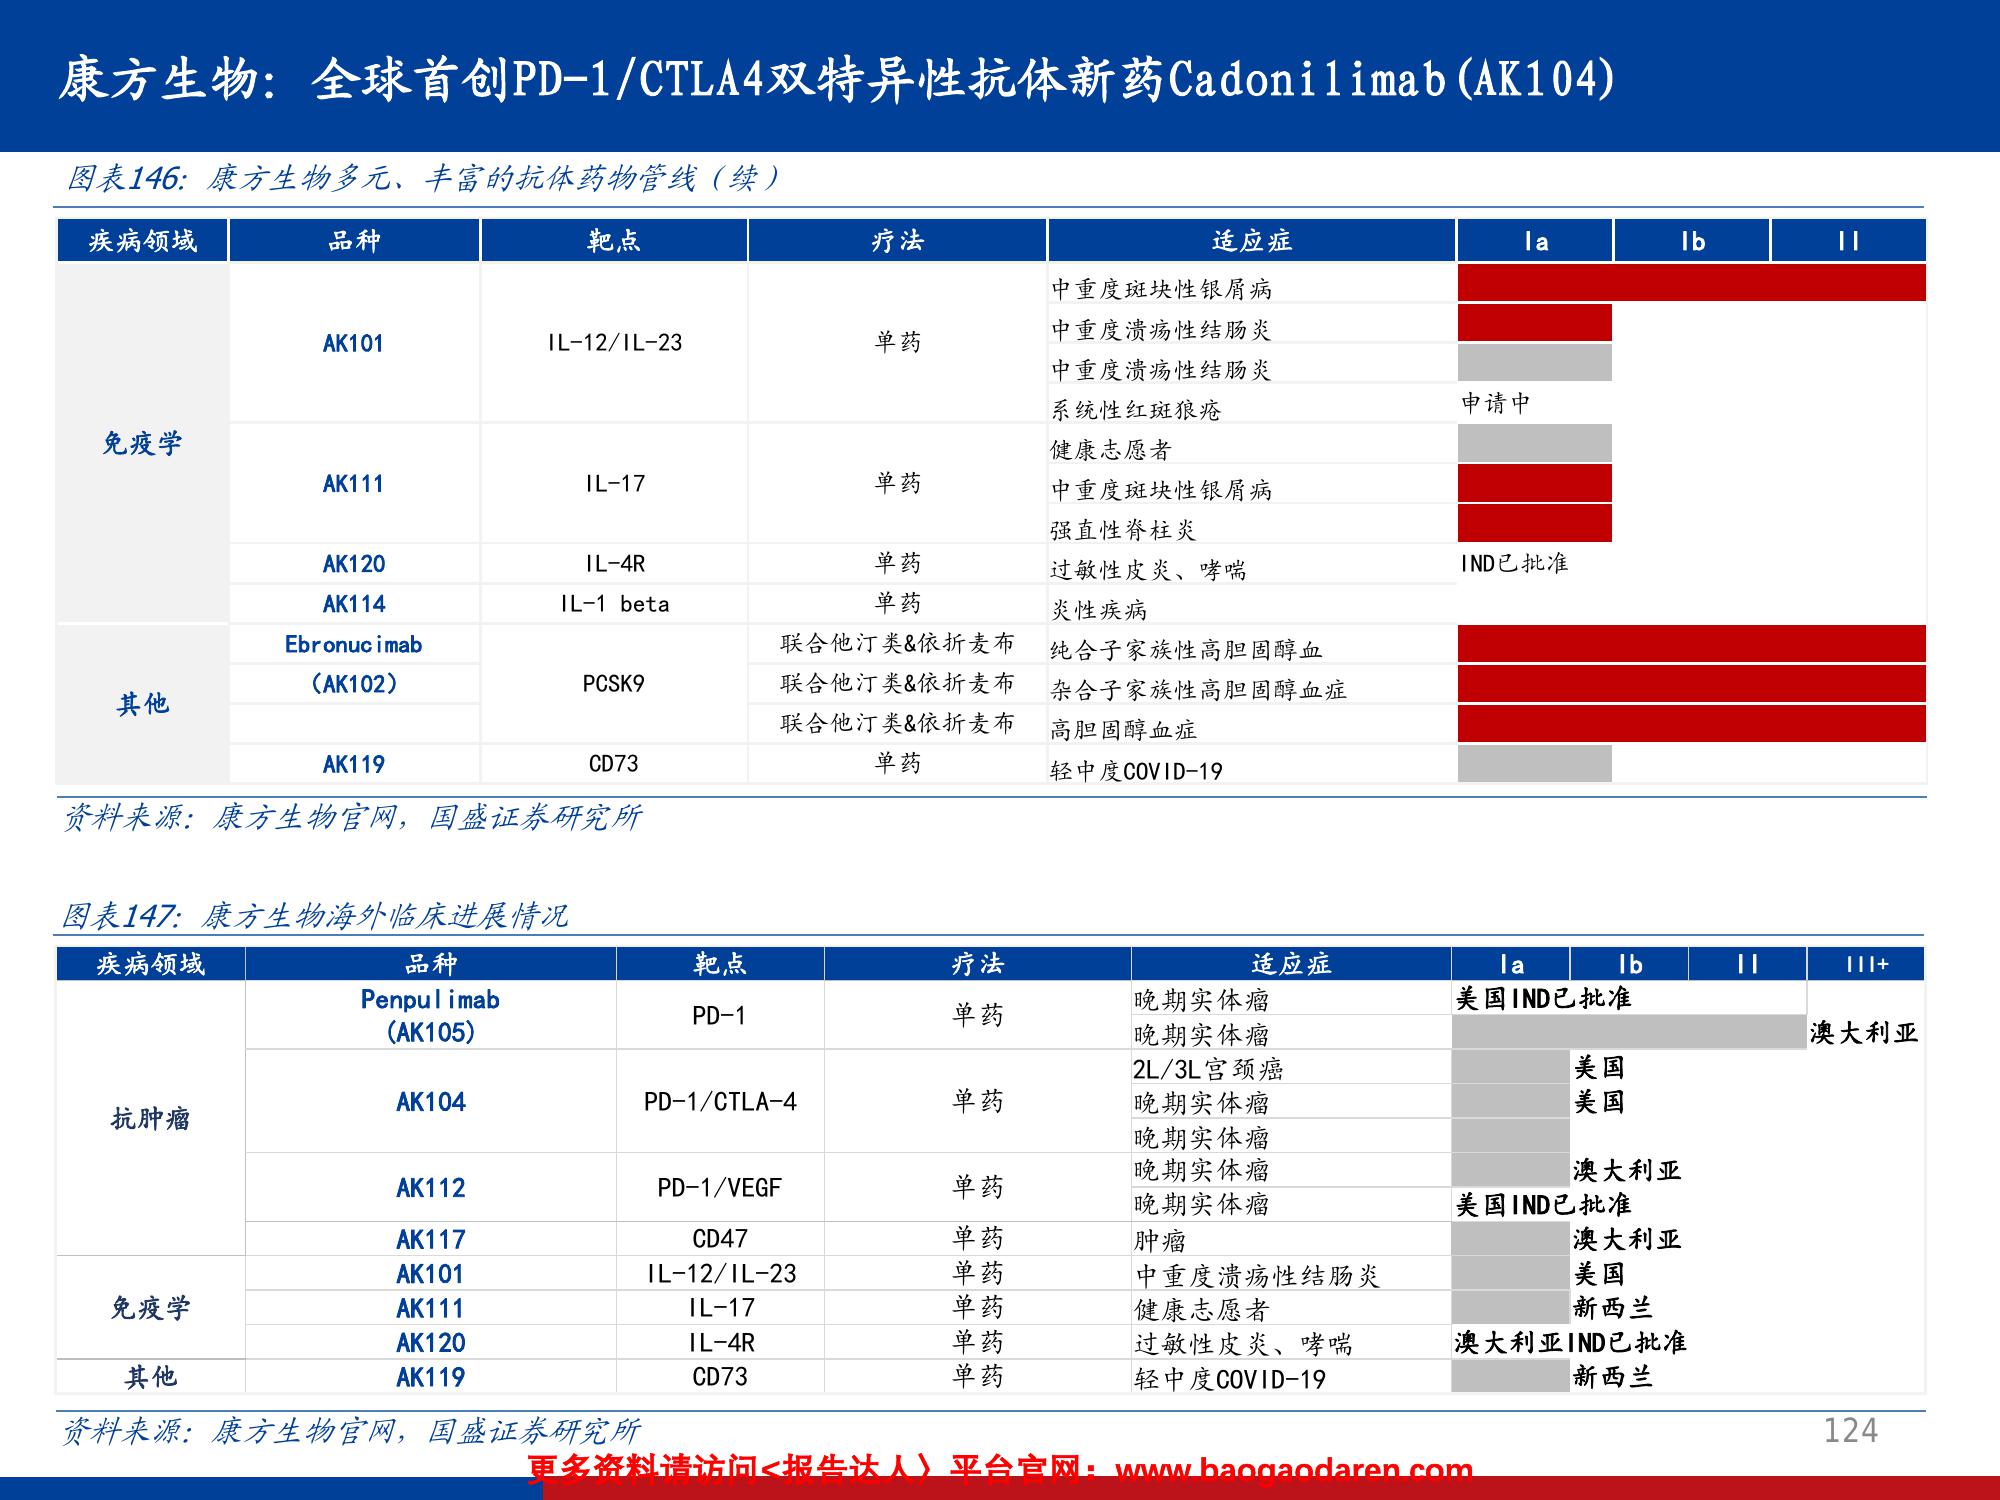 康方生物：全球首创PD-1/CTLA4双特异性抗体新药Cadonilimab(AK104)
图表146：康方生物多元、丰富的抗体药物管线（续）
疾病领域 品种 靶点 疗法 适应症 Ia Ib II
免疫学
AK101 IL-12/IL-23 单药
中重度斑块性银屑病
中重度溃疡性结肠炎
中重度溃疡性结肠炎
系统性红斑狼疮 申请中
AK111 IL-17 单药
健康志愿者
中重度斑块性银屑病
强直性脊柱炎
AK120 IL-4R 单药 过敏性皮炎、哮喘 IND已批准
AK114 IL-1 beta 单药 炎性疾病
其他
Ebronucimab 联合他汀类&依折麦布 纯合子家族性高胆固醇血
（AK102） PCSK9 联合他汀类&依折麦布 杂合子家族性高胆固醇血症
联合他汀类&依折麦布 高胆固醇血症
AK119 CD73 单药 轻中度COVID-19
资料来源：康方生物官网，国盛证券研究所
图表147：康方生物海外临床进展情况
疾病领域 品种 靶点 疗法 适应症 Ia Ib II III+
抗肿瘤
Penpulimab
(AK105)
PD-1 单药
晚期实体瘤 美国IND已批准
晚期实体瘤 澳大利亚
AK104 PD-1/CTLA-4 单药
2L/3L宫颈癌 美国
晚期实体瘤 美国
晚期实体瘤
AK112 PD-1/VEGF 单药
晚期实体瘤 澳大利亚
晚期实体瘤 美国IND已批准
AK117 CD47 单药 肿瘤 澳大利亚
免疫学
AK101 IL-12/IL-23 单药 中重度溃疡性结肠炎 美国
AK111 IL-17 单药 健康志愿者 新西兰
AK120 IL-4R 单药 过敏性皮炎、哮喘 澳大利亚IND已批准
其他 AK119 CD73 单药 轻中度COVID-19 新西兰
资料来源：康方生物官网，国盛证券研究所
124
更多资料请访问<报告达人〉平台官网：www.baogaodaren.com